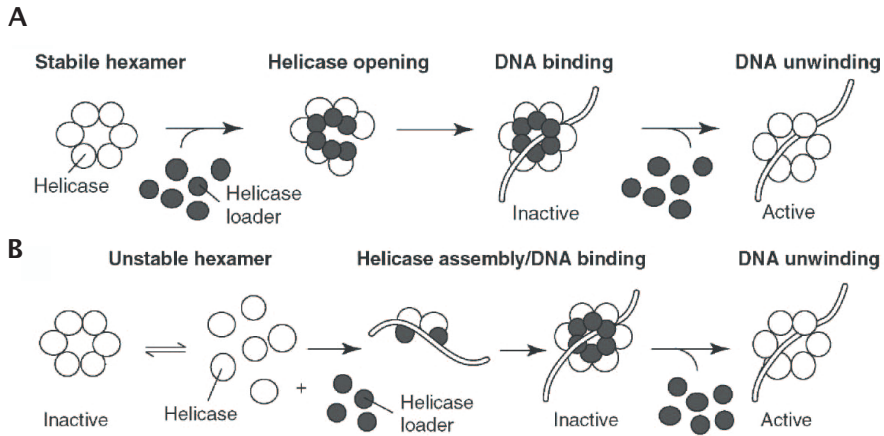 A
Stabile hexamer
Helicase opening
DNA binding
DNA unwinding
Helicase
Helicase
loader
Inactive
Active
B
Unstable hexamer
Helicase assembly/DNA binding
DNA unwinding
Inactive
Helicase
+
Helicase
loader
Inactive
Active